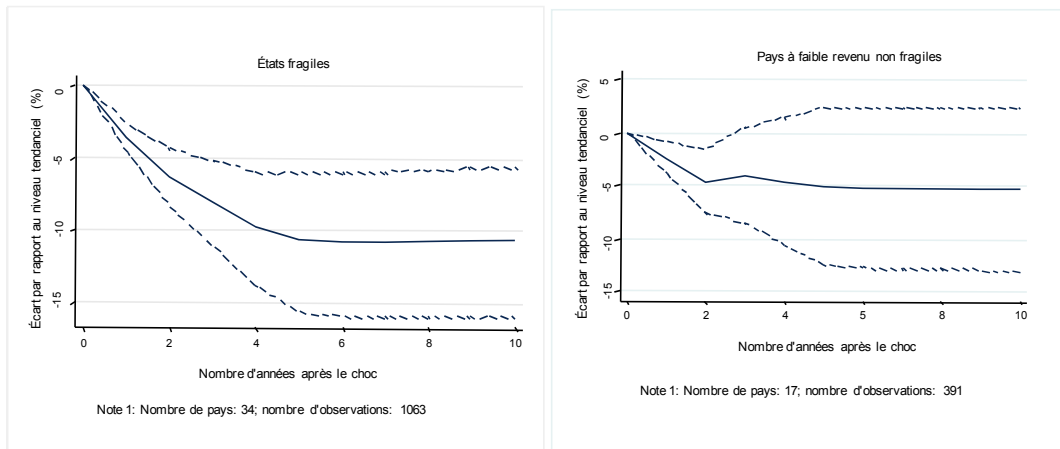 États fragiles
Écart par rapport au niveau tendanciel (%)
0
-5
-10
-15
0 2 4 6 8 10
Nombre d'années après le choc
Note 1: Nombre de pays: 34; nombre d'observations: 1063
Pays à faible revenu non fragiles
Écart par rapport au niveau tendanciel (%)
5
0
-5
-10
-15
0 2 4 6 8 10
Nombre d'années après le choc
Note 1: Nombre de pays: 17; nombre d'observations: 391